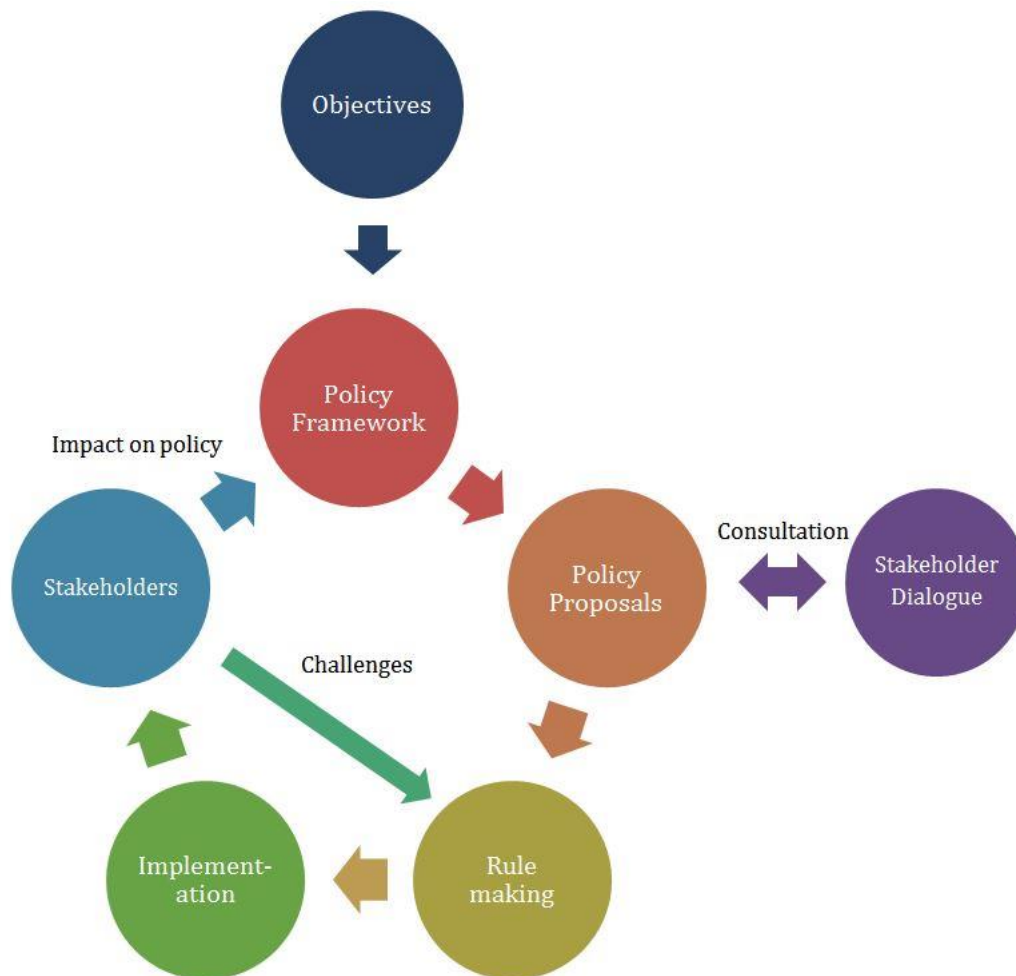 Objectives
Policy
Framework
Impact on policy
Stakeholders
Policy
Proposals
Consultation
Stakeholder
Dialogue
Challenges
Implement-
ation
Rule
making